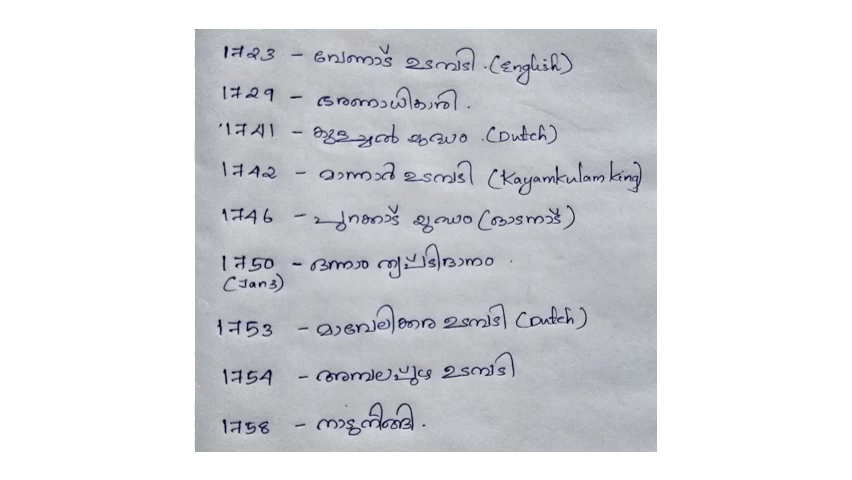 1723 - വേണാട് ഉടമ്പടി. (English)
1729 - ഭരണാധികാരി.
1741 - കുളച്ചൽ യുദ്ധം. (Dutch)
1742 - മാന്നാർ ഉടമ്പടി (Kayamkulam king)
1746 - പുറക്കാട് യുദ്ധം (ഓടനാട്)
1750 - ഒന്നാം തൃപ്പടിദാനം.
(Jan 3)
1753 - മാവേലിക്കര ഉടമ്പടി (Dutch)
1754 - അമ്പലപ്പുഴ ഉടമ്പടി
1758 - നാടുനീങ്ങി.